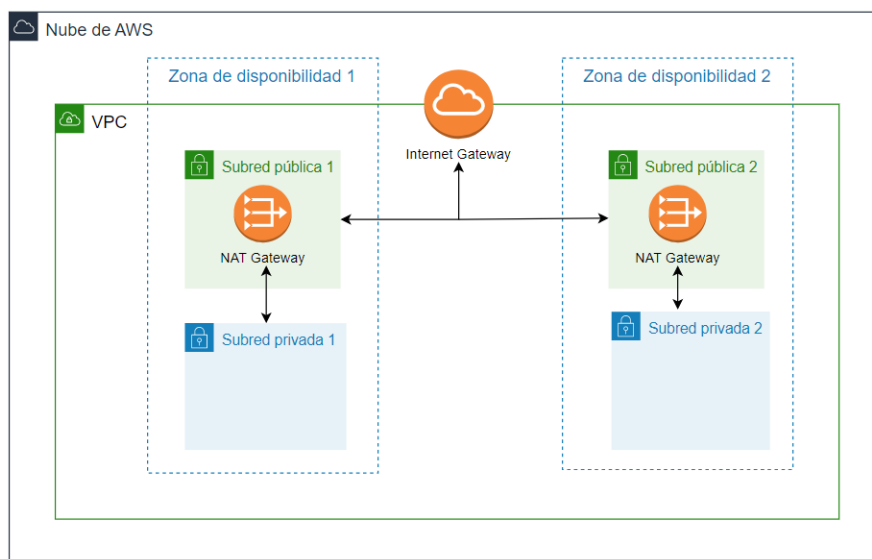 Nube de AWS
Zona de disponibilidad 1
Zona de disponibilidad 2
VPC
Internet Gateway
Subred pública 1
Subred pública 2
NAT Gateway
NAT Gateway
Subred privada 1
Subred privada 2